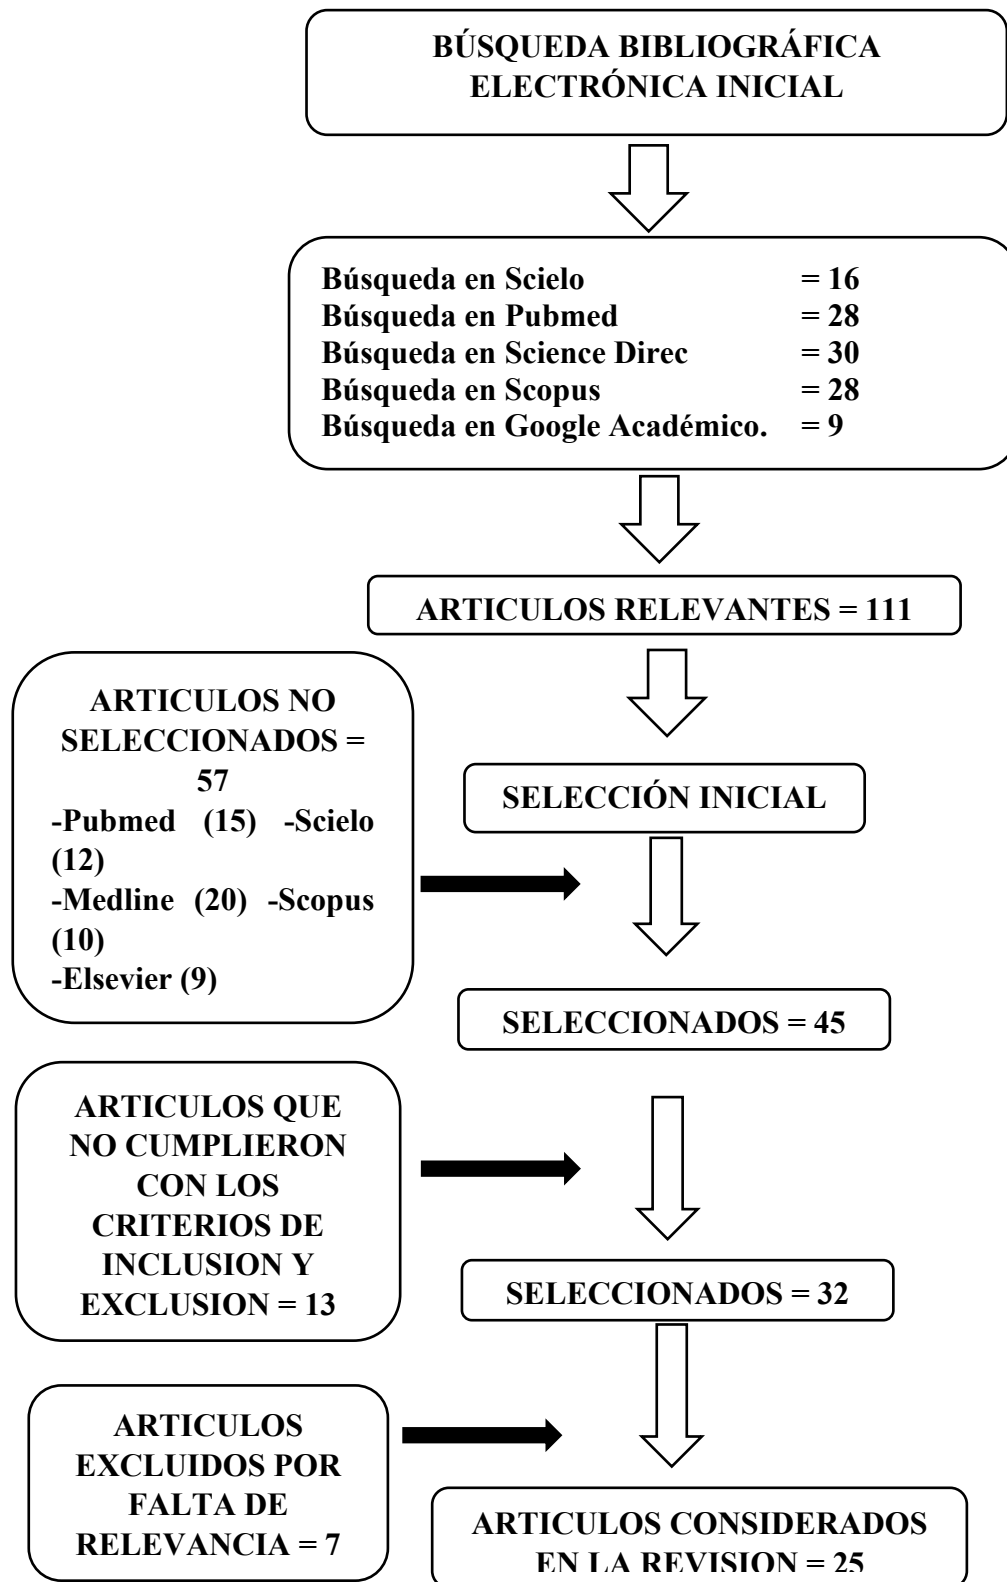 BÚSQUEDA BIBLIOGRÁFICA
ELECTRÓNICA INICIAL
Búsqueda en Scielo = 16
Búsqueda en Pubmed = 28
Búsqueda en Science Direc = 30
Búsqueda en Scopus = 28
Búsqueda en Google Académico. = 9
ARTICULOS RELEVANTES = 111
ARTICULOS NO
SELECCIONADOS =
57
-Pubmed (15) -Scielo
(12)
-Medline (20) -Scopus
(10)
-Elsevier (9)
SELECCIÓN INICIAL
SELECCIONADOS = 45
ARTICULOS QUE
NO CUMPLIERON
CON LOS
CRITERIOS DE
INCLUSION Y
EXCLUSION = 13
SELECCIONADOS = 32
ARTICULOS
EXCLUIDOS POR
FALTA DE
RELEVANCIA = 7
ARTICULOS CONSIDERADOS
EN LA REVISION = 25